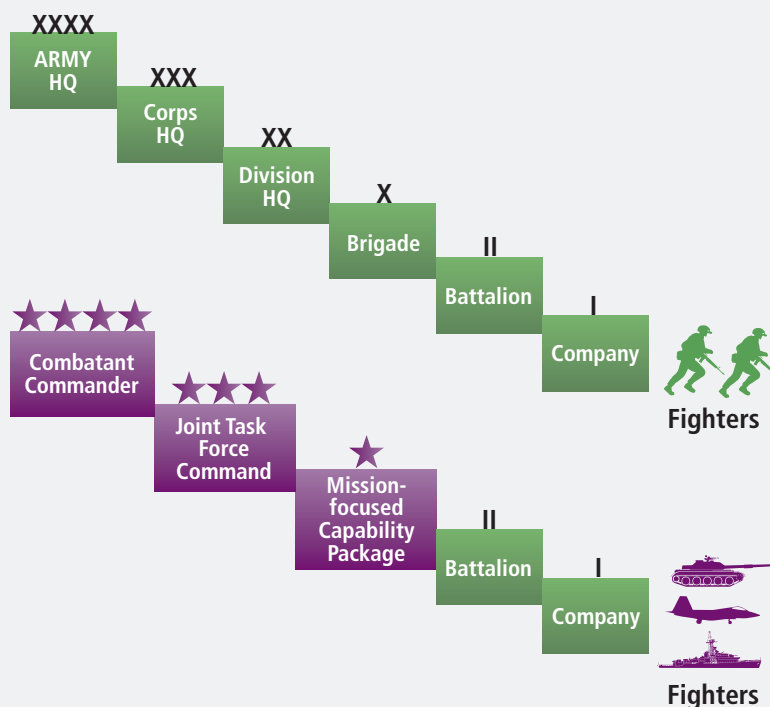 XXXX
ARMY
HQ
XXX
Corps
HQ
XX
Division
HQ
X
Brigade
II
Battalion
I
Company
Fighters
Combatant
Commander
Joint Task
Force
Command
Mission-
focused
Capability
Package
II
Battalion
I
Company
Fighters